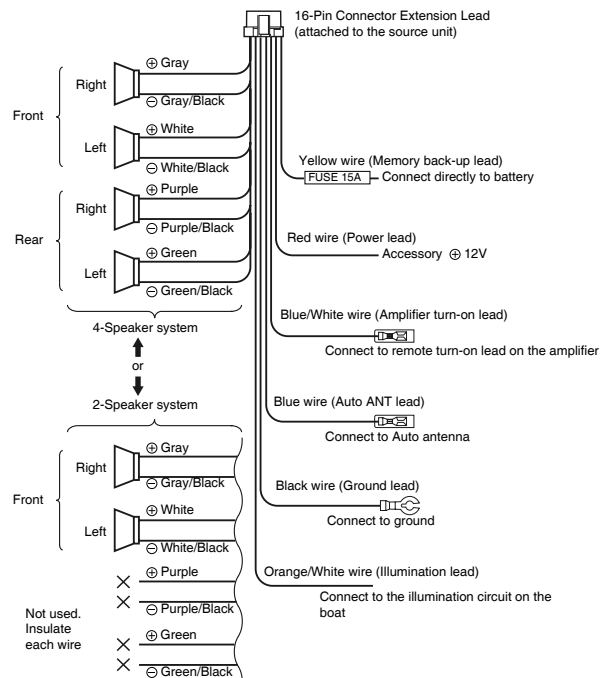 16-Pin Connector Extension Lead
(attached to the source unit)
Front
Right
⊕ Gray
⊖ Gray/Black
Left
⊕ White
⊖ White/Black
Rear
Right
⊕ Purple
⊖ Purple/Black
Left
⊕ Green
⊖ Green/Black
4-Speaker system
or
2-Speaker system
Front
Right
⊕ Gray
⊖ Gray/Black
Left
⊕ White
⊖ White/Black
⊕ Purple
⊖ Purple/Black
Not used.
Insulate
each wire
⊕ Green
⊖ Green/Black
Yellow wire (Memory back-up lead)
FUSE 15A
Connect directly to battery
Red wire (Power lead)
Accessory ⊕ 12V
Blue/White wire (Amplifier turn-on lead)
Connect to remote turn-on lead on the amplifier
Blue wire (Auto ANT lead)
Connect to Auto antenna
Black wire (Ground lead)
Connect to ground
Orange/White wire (Illumination lead)
Connect to the illumination circuit on the
boat